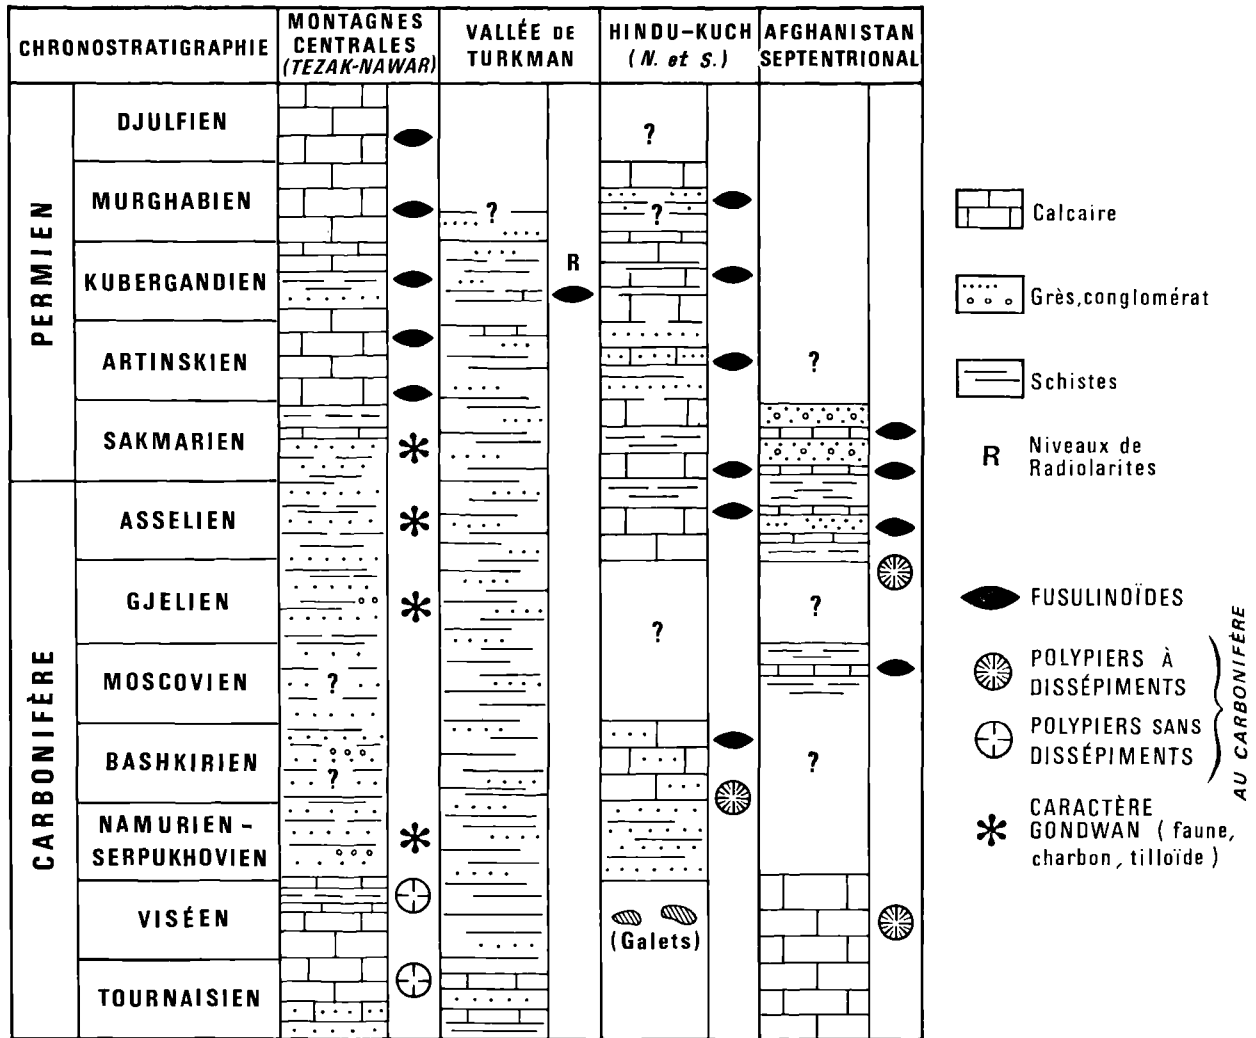 CHRONOSTRATIGRAPHIE
MONTAGNES
CENTRALES
(TEZAK-NAWAR)
VALLÉE DE
TURKMAN
HINDU-KUCH
(N. et S.)
AFGHANISTAN
SEPTENTRIONAL
PERMIEN
DJULFIEN
?
MURGHABIEN
?
?
KUBERGANDIEN
R
ARTINSKIEN
?
SAKMARIEN
CARBONIFÈRE
ASSELIEN
GJELIEN
?
?
MOSCOVIEN
?
BASHKIRIEN
?
?
NAMURIEN -
SERPUKHOVIEN
VISÉEN
(Galets)
TOURNAISIEN
Calcaire
Grès, conglomérat
Schistes
R Niveaux de
Radiolarites
FUSULINOÏDES
POLYPIERS À
DISSÉPIMENTS
POLYPIERS SANS
DISSÉPIMENTS
AU CARBONIFÈRE
CARACTÈRE
GONDWAN (faune,
charbon, tilloïde)